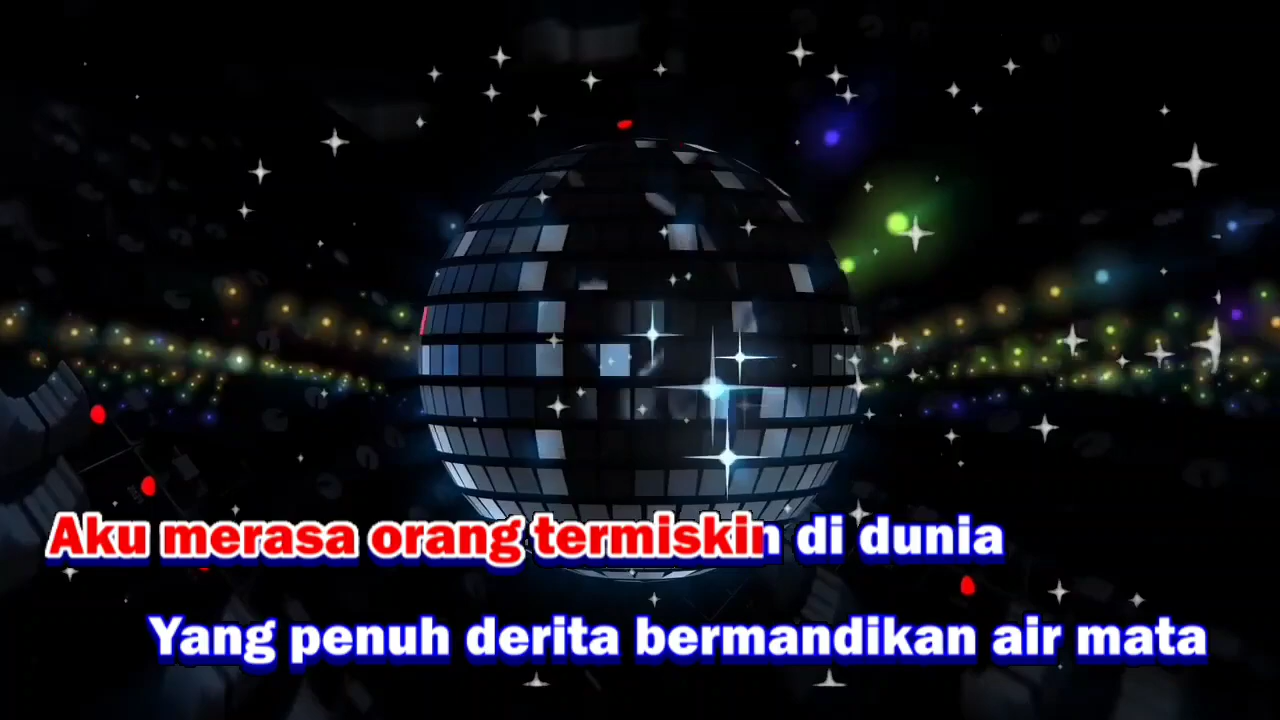 Aku merasa orang termiskin di dunia
Yang penuh derita bermandikan air mata